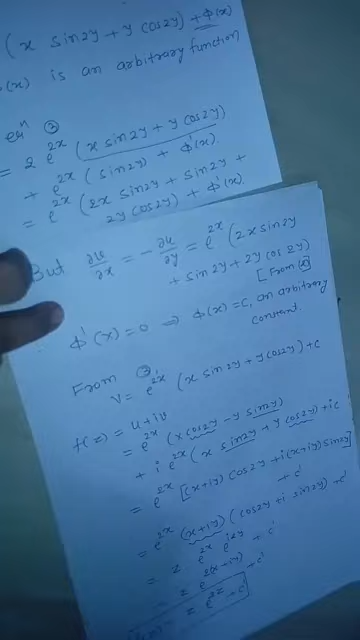 (x sin2y + y cos2y) + ϕ(x)
(x) is an arbitrary function
eqⁿ ③
= 2 e^{2x} (x sin2y + y cos2y)
+ e^{2x} (sin2y) + ϕ'(x).
= e^{2x} (2x sin2y + sin2y +
2y cos2y) + ϕ'(x).
But ∂v/∂x = -∂u/∂y = e^{2x} (2x sin2y
+ sin2y + 2y cos2y)
[From
ϕ'(x) = 0 ⇒ ϕ(x) = C, an arbitrary
constant.
From ③,
V = e^{2x} (x sin2y + y cos2y) + c
f(z) = u + iv
= e^{2x} (x cos2y - y sin2y)
+ i e^{2x} (x sin2y + y cos2y) + ic
= e^{2x} [(x+iy) cos2y + i(x+iy) sin2y]
+ c'
= e^{2x} (x+iy) (cos2y + i sin2y) + c'
= z e^{2x} e^{i2y} + c'
= z e^{2(x+iy)} + c'
= z e^{2z} + c'